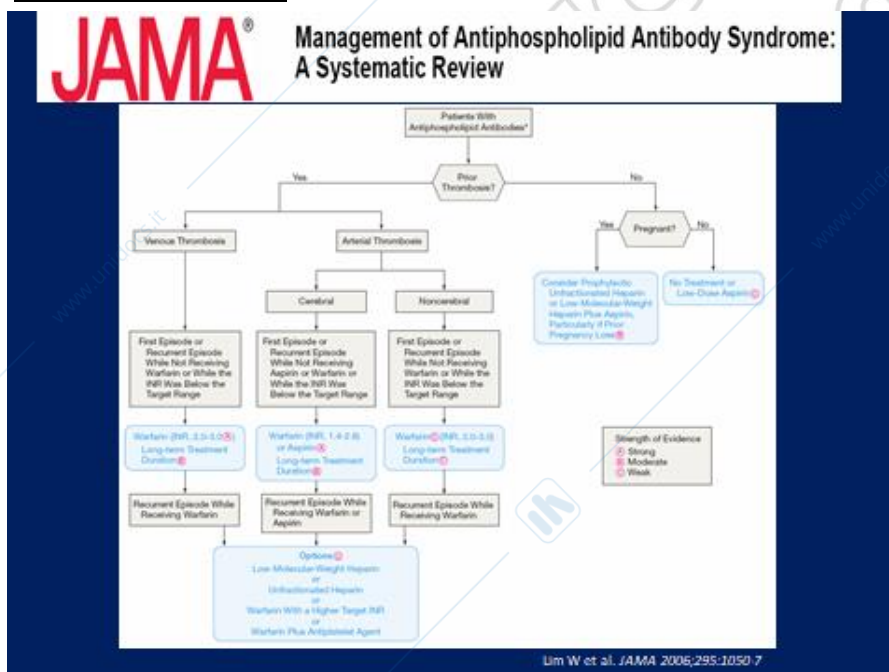 JAMA®
Management of Antiphospholipid Antibody Syndrome:
A Systematic Review
Patients With
Antiphospholipid Antibodies*
Prior
Thrombosis?
Yes
No
Pregnant?
Yes
No
Venous Thrombosis
Arterial Thrombosis
Consider Prophylactic
Unfractionated Heparin
or Low-Molecular-Weight
Heparin Plus Aspirin,
Particularly if Prior
Pregnancy Loss B
No Treatment or
Low-Dose Aspirin C
Cerebral
Noncerebral
First Episode or
Recurrent Episode
While Not Receiving
Warfarin or While the
INR Was Below the
Target Range
First Episode or
Recurrent Episode
While Not Receiving
Aspirin or Warfarin or
While the INR Was
Below the Target Range
First Episode or
Recurrent Episode
While Not Receiving
Warfarin or While the
INR Was Below the
Target Range
Warfarin (INR, 2.0-3.0 A)
Long-term Treatment
Duration B
Warfarin (INR, 1.4-2.8)
or Aspirin A
Long-term Treatment
Duration B
Warfarin C (INR, 2.0-3.0)
Long-term Treatment
Duration C
Strength of Evidence
A Strong
B Moderate
C Weak
Recurrent Episode While
Receiving Warfarin
Recurrent Episode While
Receiving Warfarin or
Aspirin
Recurrent Episode While
Receiving Warfarin
Options C
Low-Molecular-Weight Heparin
or
Unfractionated Heparin
or
Warfarin With a Higher Target INR
or
Warfarin Plus Antiplatelet Agent
Lim W et al. JAMA 2006;295:1050-7